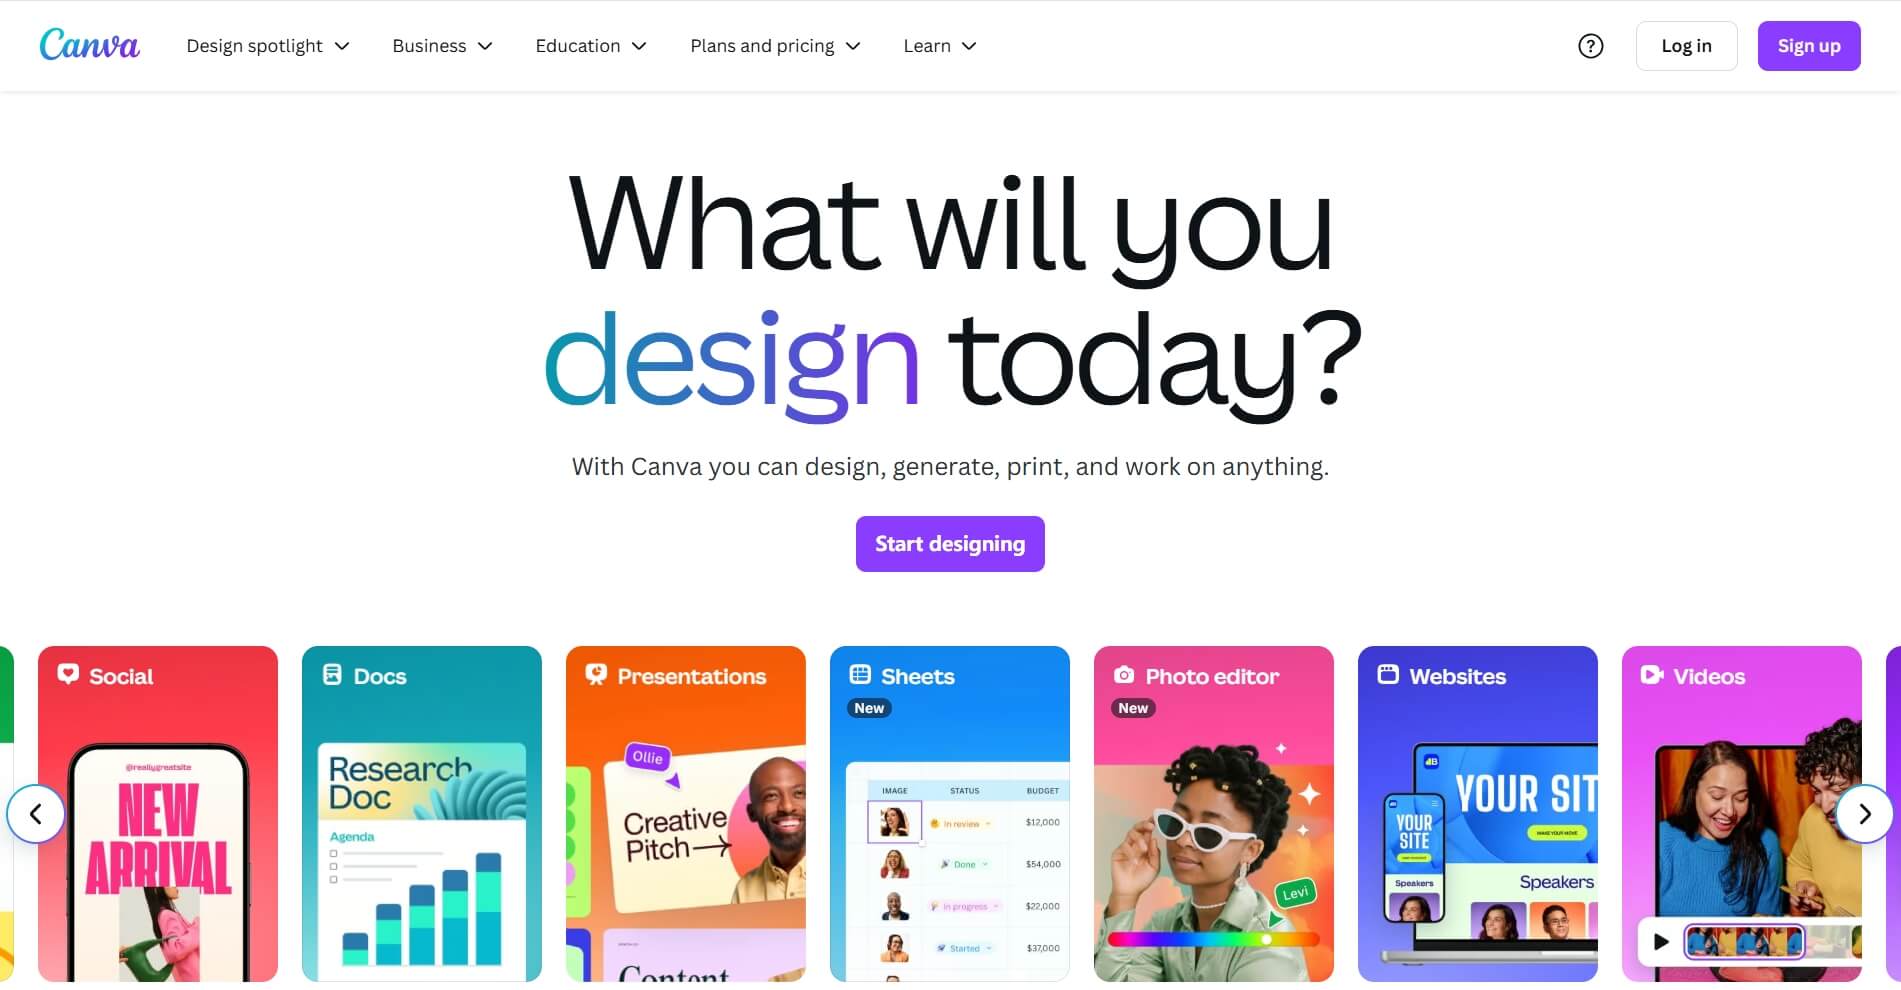 Canva
Design spotlight
Business
Education
Plans and pricing
Learn
?
Log in
Sign up
What will you
design today?
With Canva you can design, generate, print, and work on anything.
Start designing
Social
@reallygreatsite
NEW
ARRIVAL
Docs
Research
Doc
Agenda
Presentations
Ollie
Creative
Pitch→
Content
Sheets
New
IMAGE STATUS BUDGET
In review $12,000
Done $54,000
In progress $22,000
Started $37,000
Photo editor
New
Levi
Websites
YOUR SIT
MAKE YOUR MOVE
YOUR
SITE
Speakers
Speakers
Videos